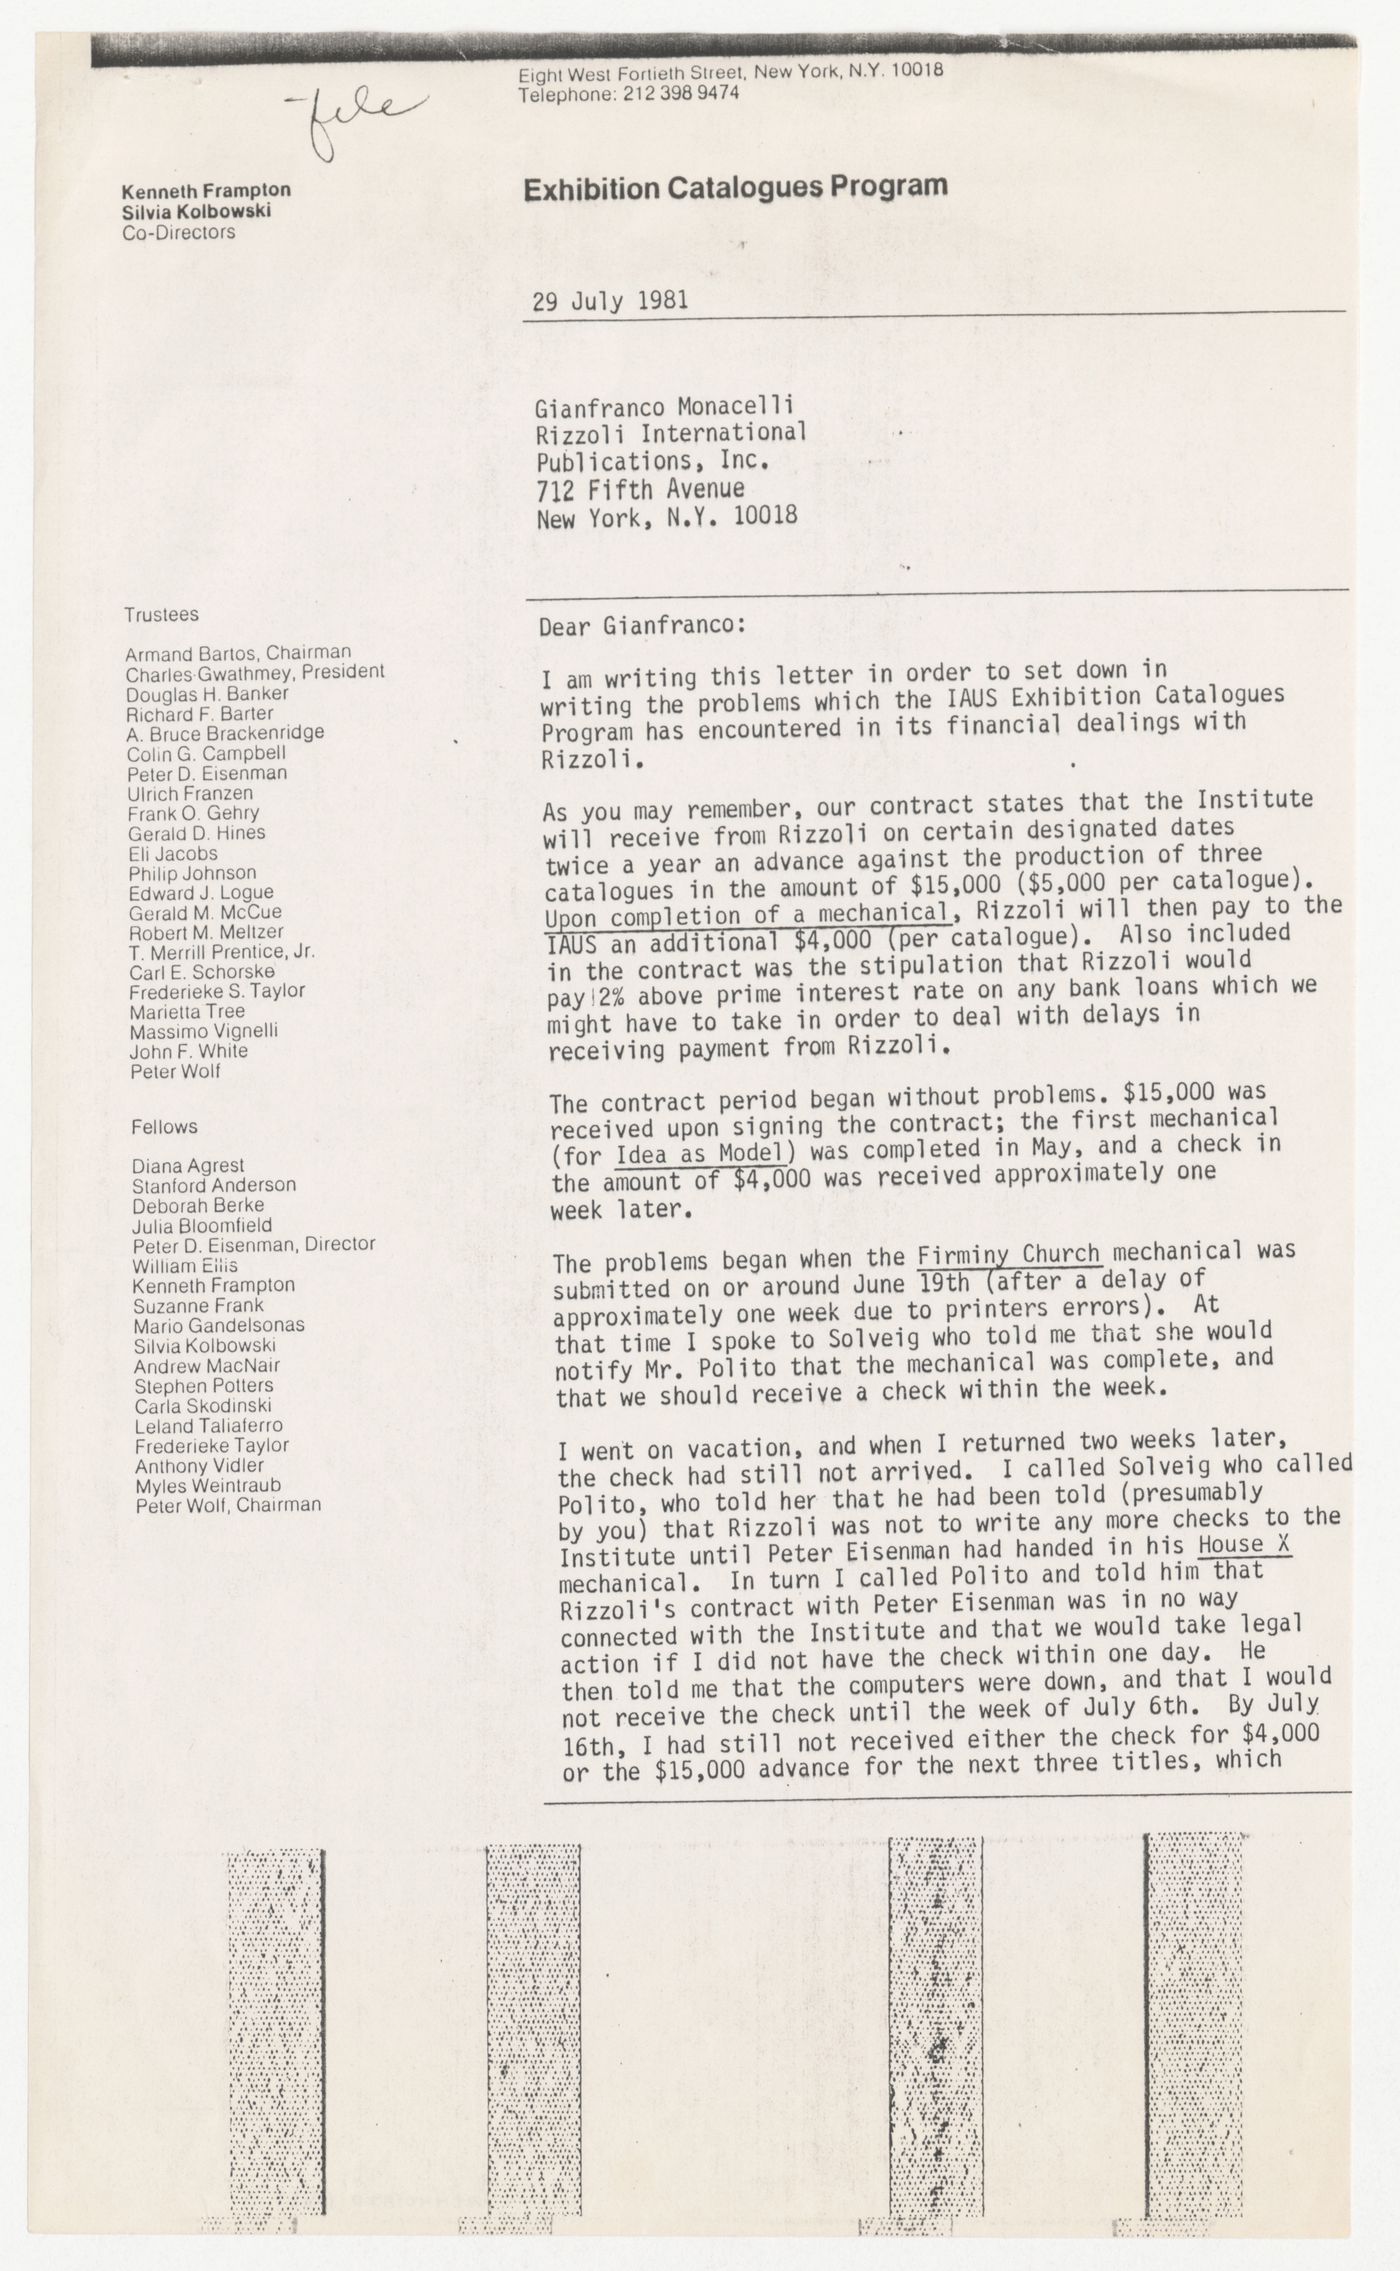 Eight West Fortieth Street, New York, N.Y. 10018
Telephone: 212 398 9474
file
Kenneth Frampton
Silvia Kolbowski
Co-Directors
Exhibition Catalogues Program
29 July 1981
Gianfranco Monacelli
Rizzoli International
Publications, Inc.
712 Fifth Avenue
New York, N.Y. 10018
Trustees
Armand Bartos, Chairman
Charles Gwathmey, President
Douglas H. Banker
Richard F. Barter
A. Bruce Brackenridge
Colin G. Campbell
Peter D. Eisenman
Ulrich Franzen
Frank O. Gehry
Gerald D. Hines
Eli Jacobs
Philip Johnson
Edward J. Logue
Gerald M. McCue
Robert M. Meltzer
T. Merrill Prentice, Jr.
Carl E. Schorske
Frederieke S. Taylor
Marietta Tree
Massimo Vignelli
John F. White
Peter Wolf
Fellows
Diana Agrest
Stanford Anderson
Deborah Berke
Julia Bloomfield
Peter D. Eisenman, Director
William Ellis
Kenneth Frampton
Suzanne Frank
Mario Gandelsonas
Silvia Kolbowski
Andrew MacNair
Stephen Potters
Carla Skodinski
Leland Taliaferro
Frederieke Taylor
Anthony Vidler
Myles Weintraub
Peter Wolf, Chairman
Dear Gianfranco:
I am writing this letter in order to set down in
writing the problems which the IAUS Exhibition Catalogues
Program has encountered in its financial dealings with
Rizzoli.
As you may remember, our contract states that the Institute
will receive from Rizzoli on certain designated dates
twice a year an advance against the production of three
catalogues in the amount of $15,000 ($5,000 per catalogue).
Upon completion of a mechanical, Rizzoli will then pay to the
IAUS an additional $4,000 (per catalogue). Also included
in the contract was the stipulation that Rizzoli would
pay 2% above prime interest rate on any bank loans which we
might have to take in order to deal with delays in
receiving payment from Rizzoli.
The contract period began without problems. $15,000 was
received upon signing the contract; the first mechanical
(for Idea as Model) was completed in May, and a check in
the amount of $4,000 was received approximately one
week later.
The problems began when the Firminy Church mechanical was
submitted on or around June 19th (after a delay of
approximately one week due to printers errors). At
that time I spoke to Solveig who told me that she would
notify Mr. Polito that the mechanical was complete, and
that we should receive a check within the week.
I went on vacation, and when I returned two weeks later,
the check had still not arrived. I called Solveig who called
Polito, who told her that he had been told (presumably
by you) that Rizzoli was not to write any more checks to the
Institute until Peter Eisenman had handed in his House X
mechanical. In turn I called Polito and told him that
Rizzoli's contract with Peter Eisenman was in no way
connected with the Institute and that we would take legal
action if I did not have the check within one day. He
then told me that the computers were down, and that I would
not receive the check until the week of July 6th. By July
16th, I had still not received either the check for $4,000
or the $15,000 advance for the next three titles, which